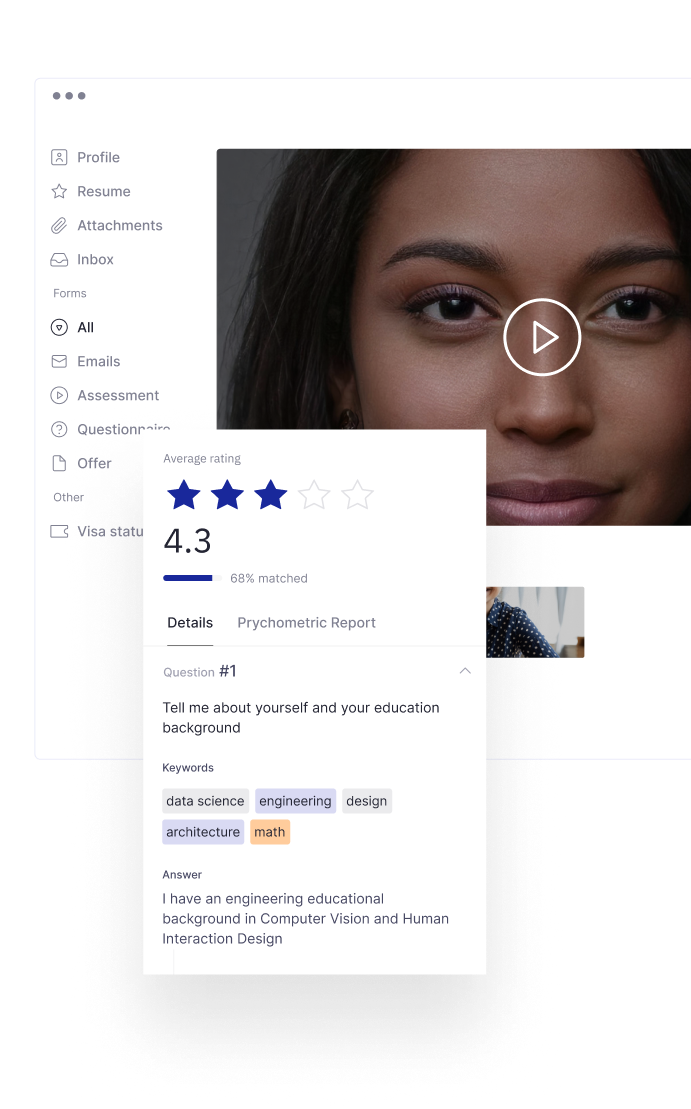 Profile
Resume
Attachments
Inbox
Forms
All
Emails
Assessment
Questionnaire
Offer
Other
Visa statu
Average rating
4.3
68% matched
Details Prychometric Report
Question #1
Tell me about yourself and your education
background
Keywords
data science engineering design
architecture math
Answer
I have an engineering educational
background in Computer Vision and Human
Interaction Design